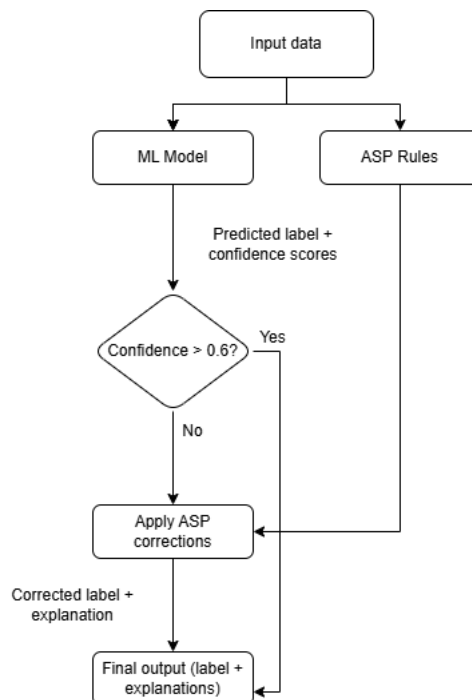 Input data
ML Model
ASP Rules
Predicted label +
confidence scores
Confidence > 0.6?
Yes
No
Apply ASP
corrections
Corrected label +
explanation
Final output (label +
explanations)